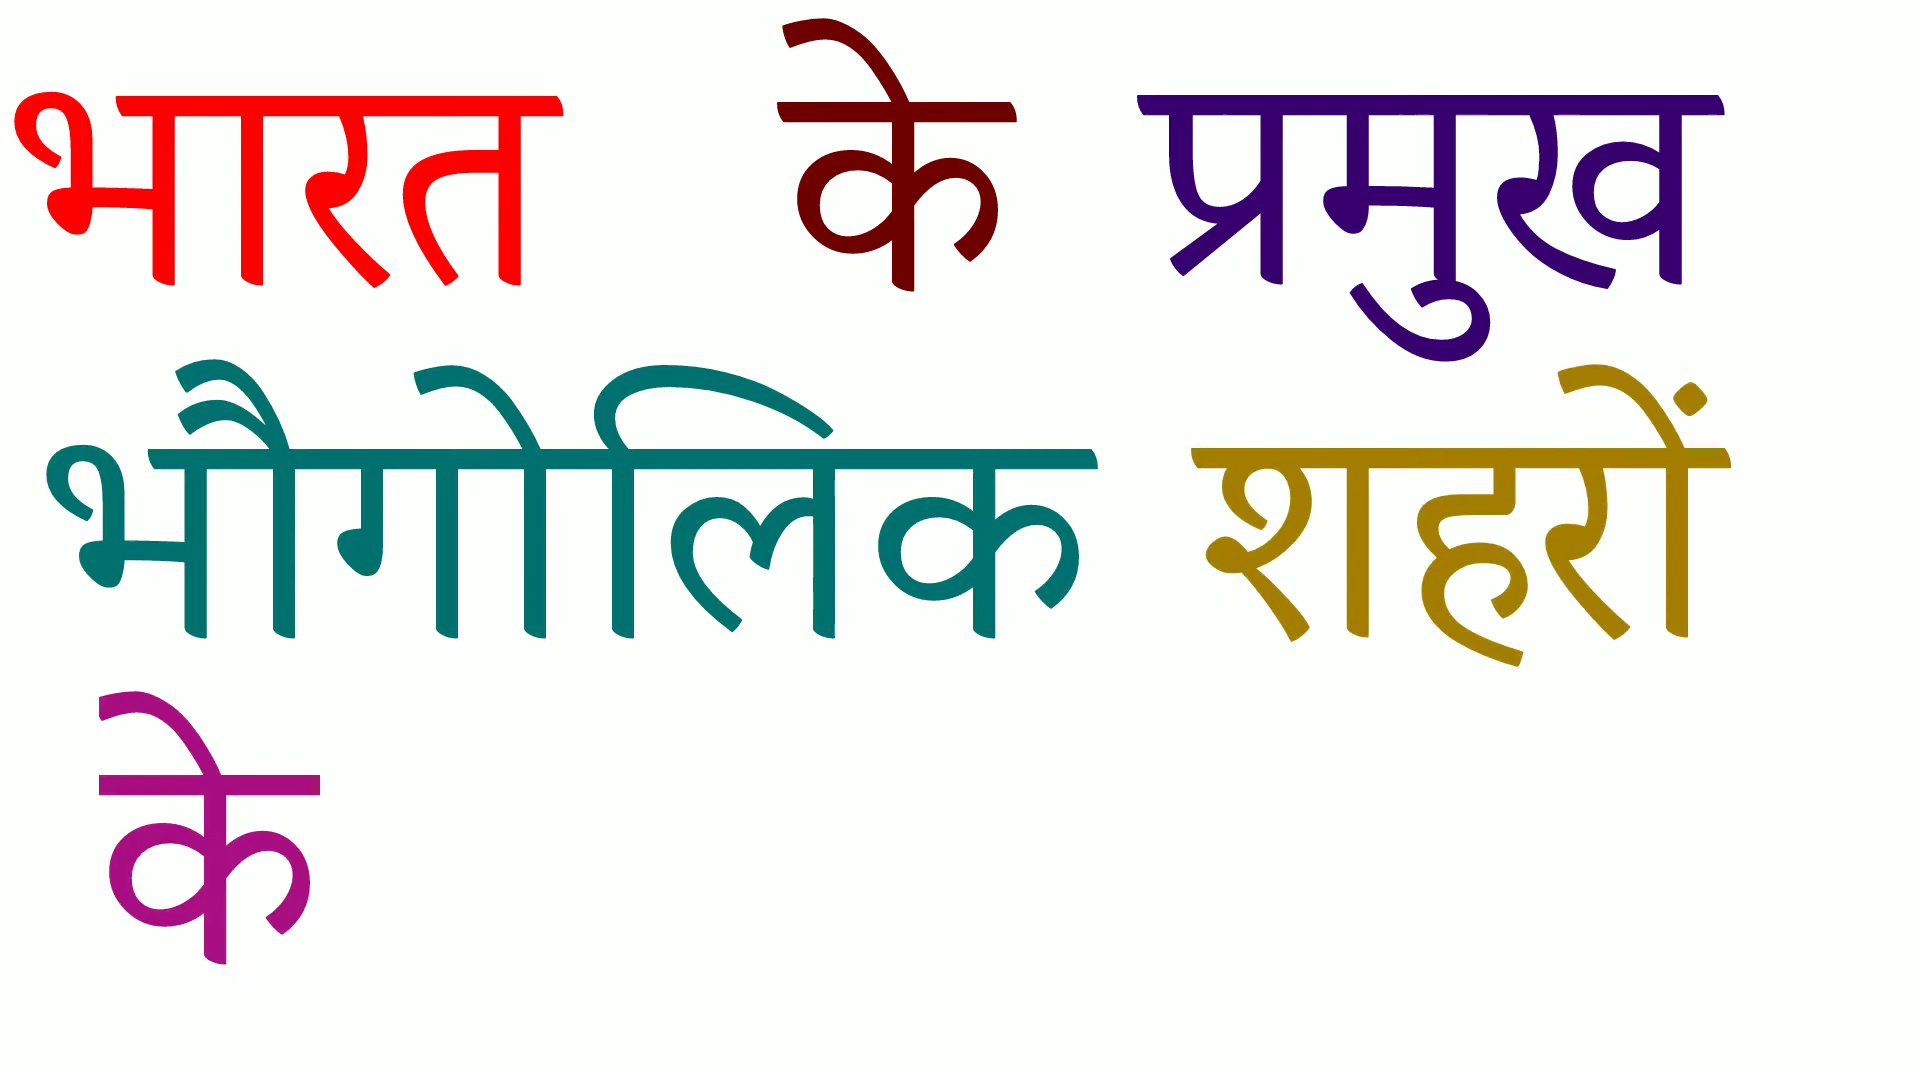 भारत के प्रमुख
भौगोलिक शहरों
के